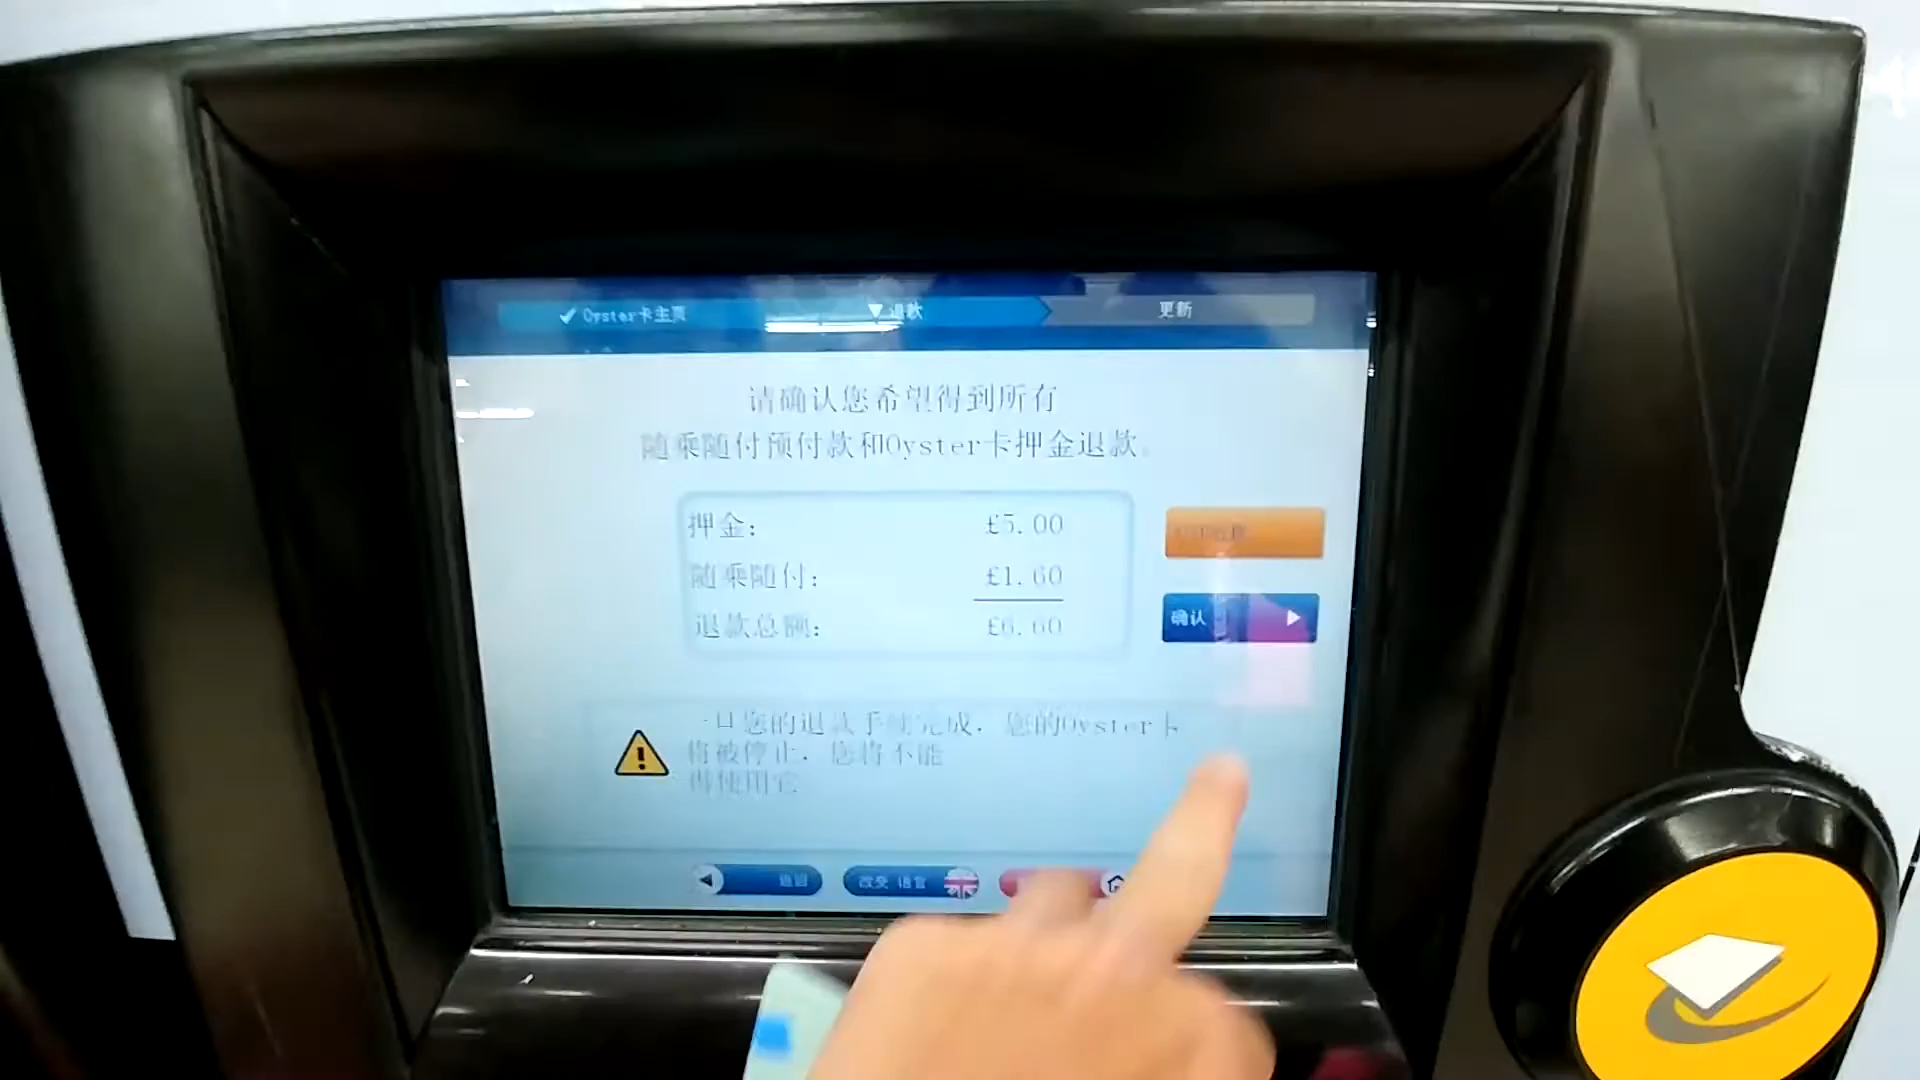 Oyster卡主页
退款
更新
请确认您希望得到所有
随乘随付预付款和Oyster卡押金退款。
押金: £5.00
随乘随付: £1.60
退款总额: £6.60
确认
一旦您的退款手续完成，您的Oyster卡
将被停止，您将不能
再使用它
返回
改变 语言